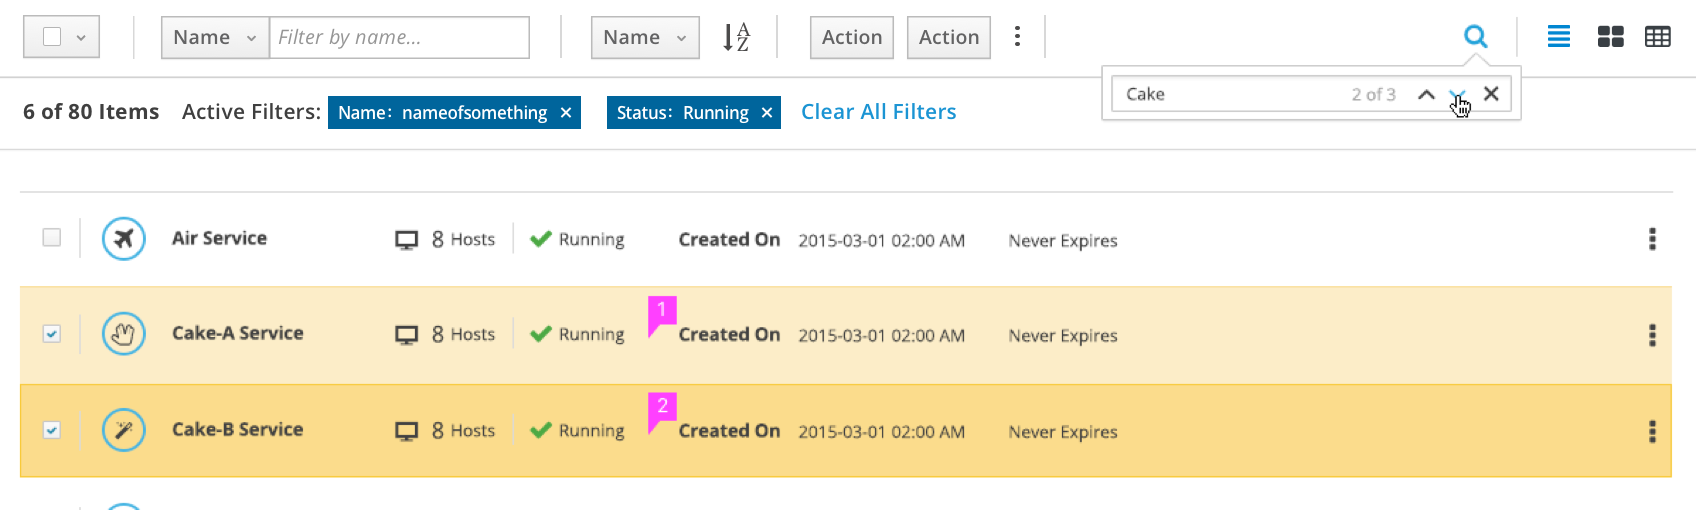 Name Filter by name... Name A Z Action Action
Cake 2 of 3
6 of 80 Items Active Filters: Name: nameofsomething × Status: Running × Clear All Filters
Air Service 8 Hosts Running Created On 2015-03-01 02:00 AM Never Expires
1
Cake-A Service 8 Hosts Running Created On 2015-03-01 02:00 AM Never Expires
2
Cake-B Service 8 Hosts Running Created On 2015-03-01 02:00 AM Never Expires